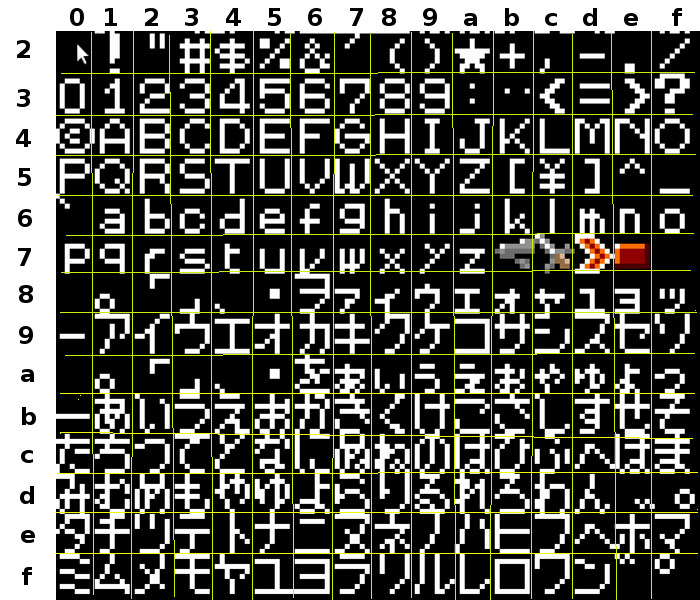 0 1 2 3 4 5 6 7 8 9 a b c d e f
2 ! " # % & ' ( ) ★ + , - . /
3 0 1 2 3 4 5 6 7 8 9 : ‥ < = > ?
4 @ A B C D E F G H I J K L M N O
5 P Q R S T U V W X Y Z [ ¥ ] ^ _
6 ` a b c d e f g h i j k l m n o
7 p q r s t u v w x y z
8 。 「 」 、 ・ ヲ ァ ィ ゥ ェ ォ ャ ュ ョ ッ
9 ー ア イ ウ エ オ カ キ ク ケ コ サ シ ス セ ソ
a 。 「 」 、 ・ を ぁ ぃ ぅ ぇ ぉ ゃ ゅ ょ っ
b ー あ い う え お か き く け こ さ し す せ そ
c た ち つ て と な に ぬ ね の は ひ ふ へ ほ ま
d み む め も や ゆ よ ら り る れ ろ わ ん ゛ ゜
e タ チ ツ テ ト ナ ニ ヌ ネ ノ ハ ヒ フ ヘ ホ マ
f ミ ム メ モ ヤ ユ ヨ ラ リ ル レ ロ ワ ン ゛ ゜